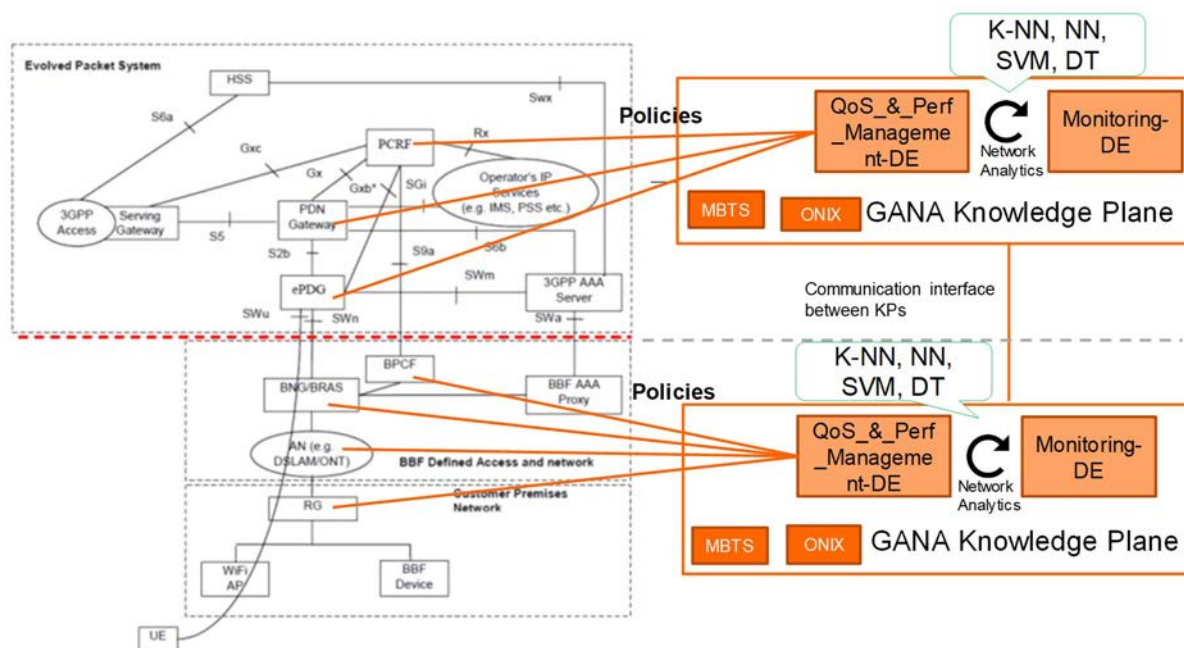 Evolved Packet System
HSS
Swx
S6a
Gxc
PCRF
Rx
Gx
Gxb*
SGi
Operator's IP
Services
(e.g. IMS, PSS etc.)
3GPP
Access
Serving
Gateway
S5
PDN
Gateway
S2b
S9a
S6b
ePDG
SWm
3GPP AAA
Server
SWu
SWn
SWa
BPCF
BNG/BRAS
BBF AAA
Proxy
AN (e.g.
DSLAM/ONT)
BBF Defined Access and network
Customer Premises
Network
RG
WiFi
AP
BBF
Device
UE
Policies
K-NN, NN,
SVM, DT
QoS_&_Perf
_Manageme
nt-DE
Network
Analytics
Monitoring-
DE
MBTS
ONIX
GANA Knowledge Plane
Communication interface
between KPs
Policies
K-NN, NN,
SVM, DT
QoS_&_Perf
_Manageme
nt-DE
Network
Analytics
Monitoring-
DE
MBTS
ONIX
GANA Knowledge Plane